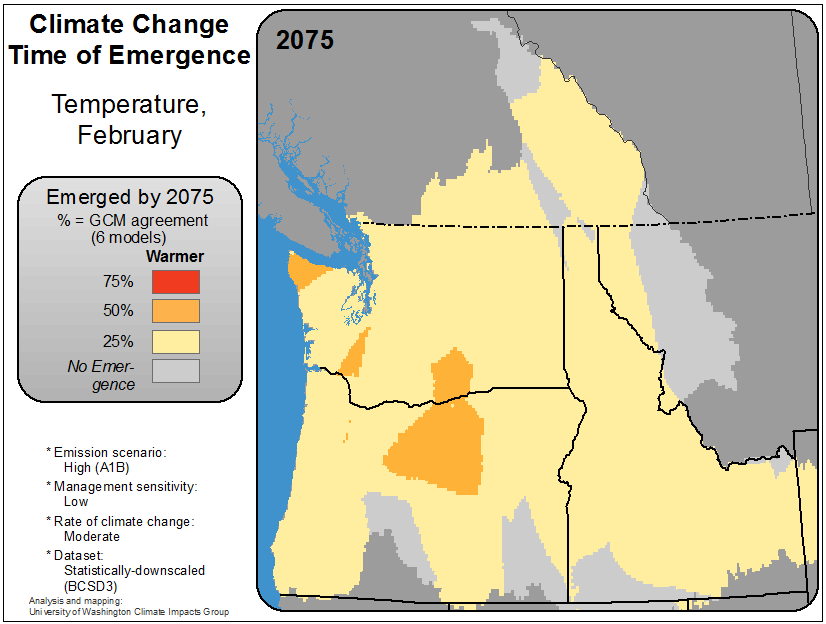 Climate Change
Time of Emergence
Temperature,
February
2075
Emerged by 2075
% = GCM agreement
(6 models)
Warmer
75%
50%
25%
No Emer-
gence
* Emission scenario:
High (A1B)
* Management sensitivity:
Low
* Rate of climate change:
Moderate
* Dataset:
Statistically-downscaled
(BCSD3)
Analysis and mapping:
University of Washington Climate Impacts Group